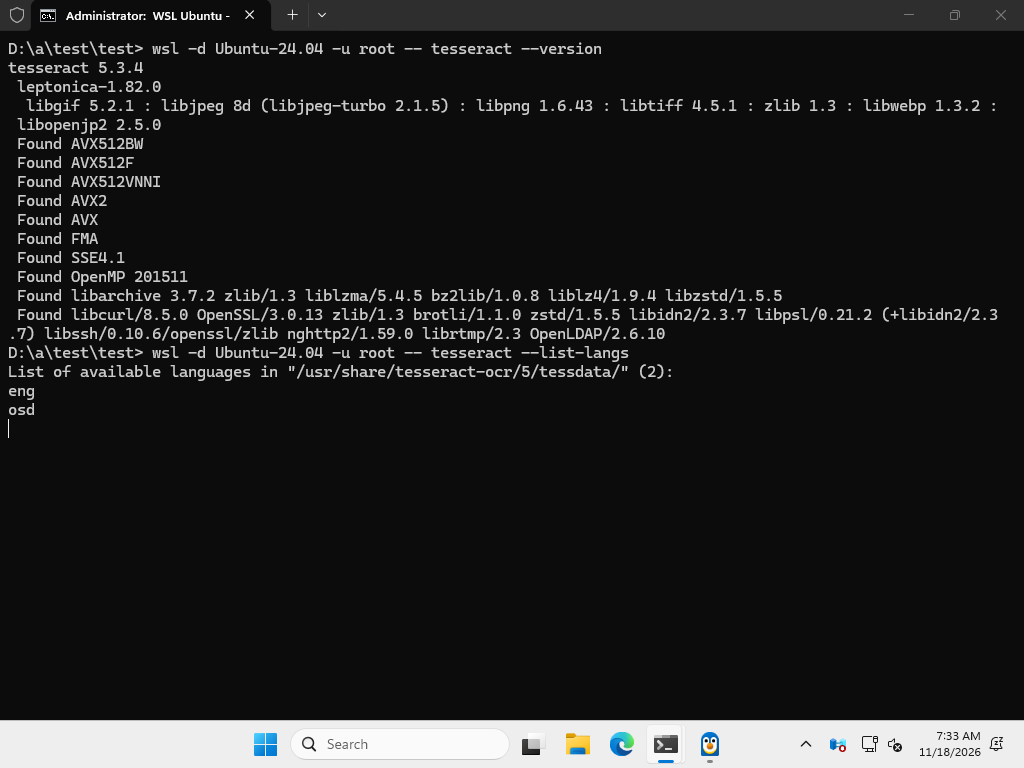 Administrator: WSL Ubuntu -
D:\a\test\test> wsl -d Ubuntu-24.04 -u root -- tesseract --version
tesseract 5.3.4
 leptonica-1.82.0
  libgif 5.2.1 : libjpeg 8d (libjpeg-turbo 2.1.5) : libpng 1.6.43 : libtiff 4.5.1 : zlib 1.3 : libwebp 1.3.2 :
 libopenjp2 2.5.0
 Found AVX512BW
 Found AVX512F
 Found AVX512VNNI
 Found AVX2
 Found AVX
 Found FMA
 Found SSE4.1
 Found OpenMP 201511
 Found libarchive 3.7.2 zlib/1.3 liblzma/5.4.5 bz2lib/1.0.8 liblz4/1.9.4 libzstd/1.5.5
 Found libcurl/8.5.0 OpenSSL/3.0.13 zlib/1.3 brotli/1.1.0 zstd/1.5.5 libidn2/2.3.7 libpsl/0.21.2 (+libidn2/2.3
.7) libssh/0.10.6/openssl/zlib nghttp2/1.59.0 librtmp/2.3 OpenLDAP/2.6.10
D:\a\test\test> wsl -d Ubuntu-24.04 -u root -- tesseract --list-langs
List of available languages in "/usr/share/tesseract-ocr/5/tessdata/" (2):
eng
osd
Search
7:33 AM
11/18/2026